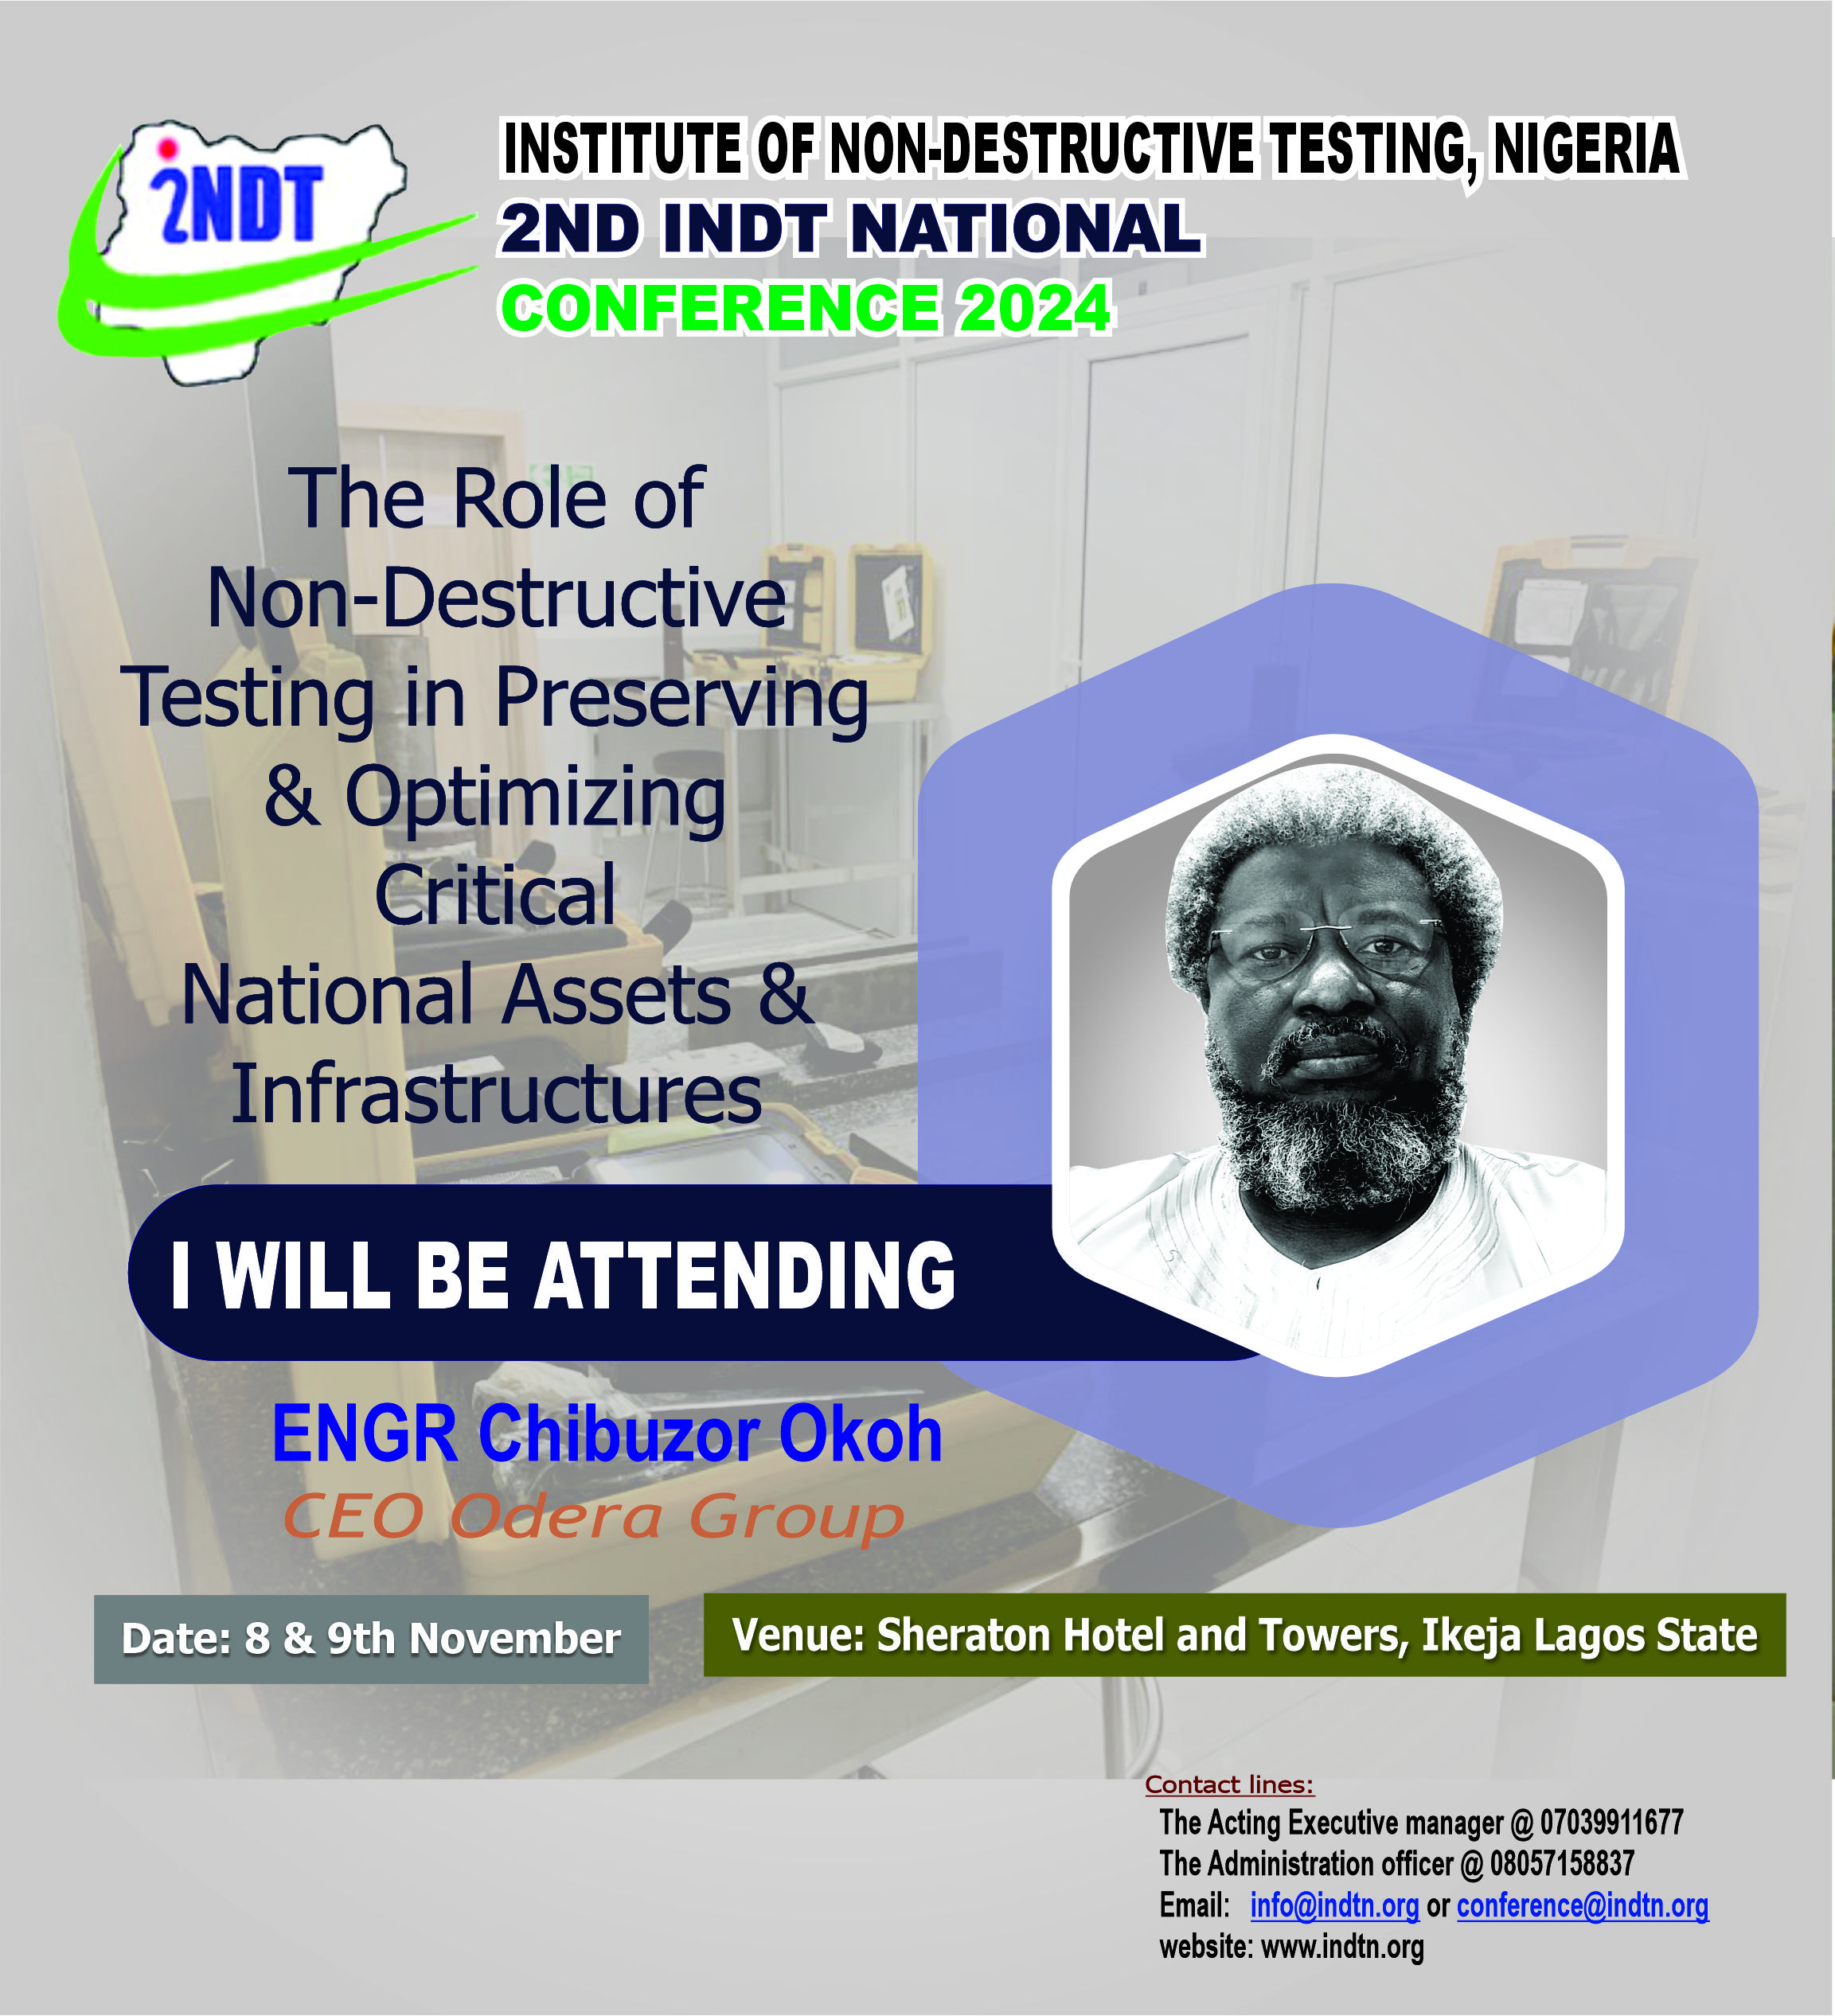 iNDT
INSTITUTE OF NON-DESTRUCTIVE TESTING, NIGERIA
2ND INDT NATIONAL
CONFERENCE 2024
The Role of
Non-Destructive
Testing in Preserving
& Optimizing
Critical
National Assets &
Infrastructures
I WILL BE ATTENDING
ENGR Chibuzor Okoh
CEO Odera Group
Date: 8 & 9th November
Venue: Sheraton Hotel and Towers, Ikeja Lagos State
Contact lines:
The Acting Executive manager @ 07039911677
The Administration officer @ 08057158837
Email: info@indtn.org or conference@indtn.org
website: www.indtn.org